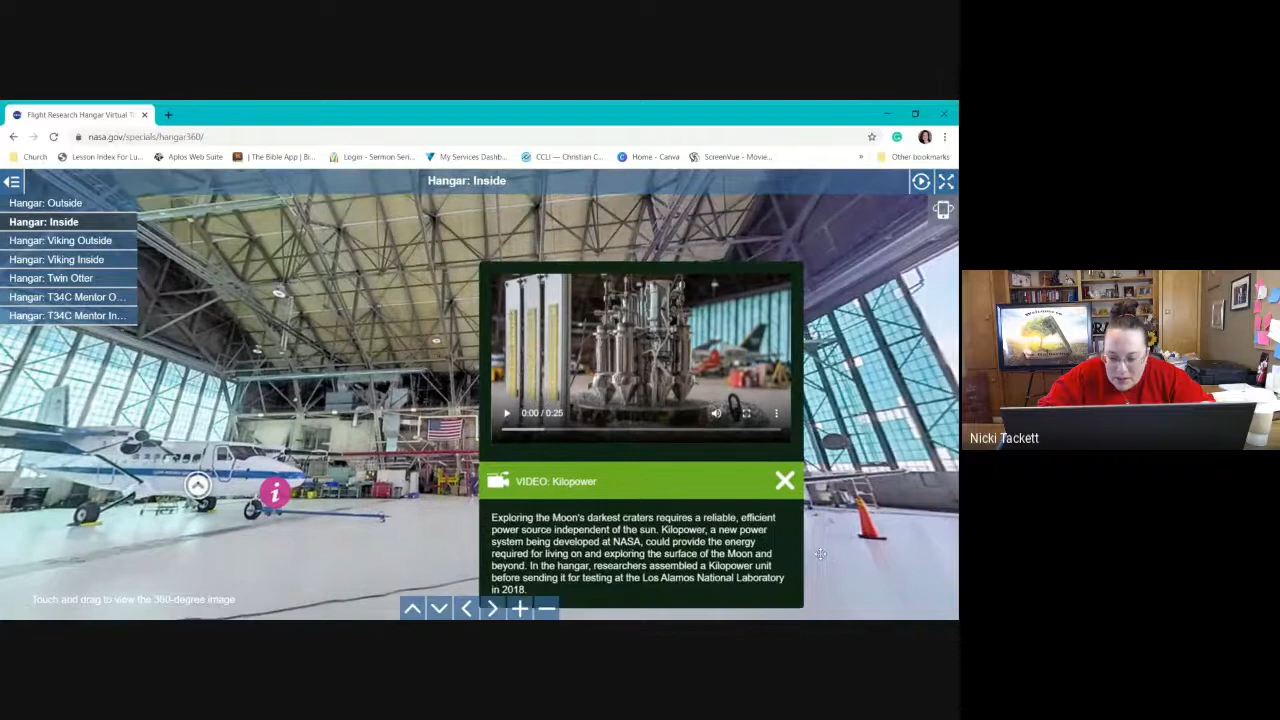 Flight Research Hangar Virtual T
nasa.gov/specials/hangar360/
Church
Lesson Index For Lu...
Aplos Web Suite
| The Bible App | Bi...
Login - Sermon Seri...
My Services Dashb...
CCLI — Christian C...
Home - Canva
ScreenVue - Movie...
»
Other bookmarks
Hangar: Inside
Hangar: Outside
Hangar: Inside
Hangar: Viking Outside
Hangar: Viking Inside
Hangar: Twin Otter
Hangar: T34C Mentor O...
Hangar: T34C Mentor In...
0:00 / 0:25
VIDEO: Kilopower
Exploring the Moon's darkest craters requires a reliable, efficient
power source independent of the sun. Kilopower, a new power
system being developed at NASA, could provide the energy
required for living on and exploring the surface of the Moon and
beyond. In the hangar, researchers assembled a Kilopower unit
before sending it for testing at the Los Alamos National Laboratory
in 2018.
i
Touch and drag to view the 360-degree image
Welcome to
Nicki Tackett